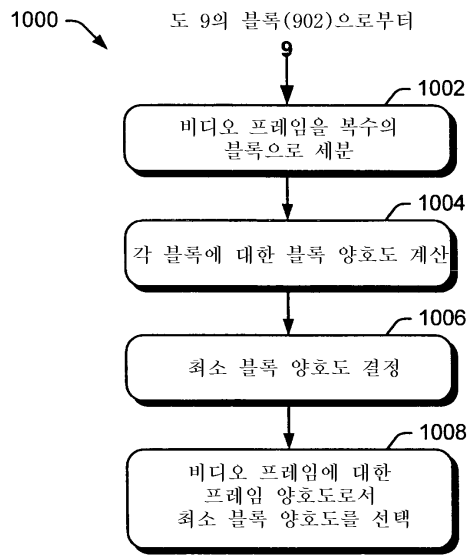 1000
도 9의 블록(902)으로부터
9
1002
비디오 프레임을 복수의
블록으로 세분
1004
각 블록에 대한 블록 양호도 계산
1006
최소 블록 양호도 결정
1008
비디오 프레임에 대한
프레임 양호도로서
최소 블록 양호도를 선택